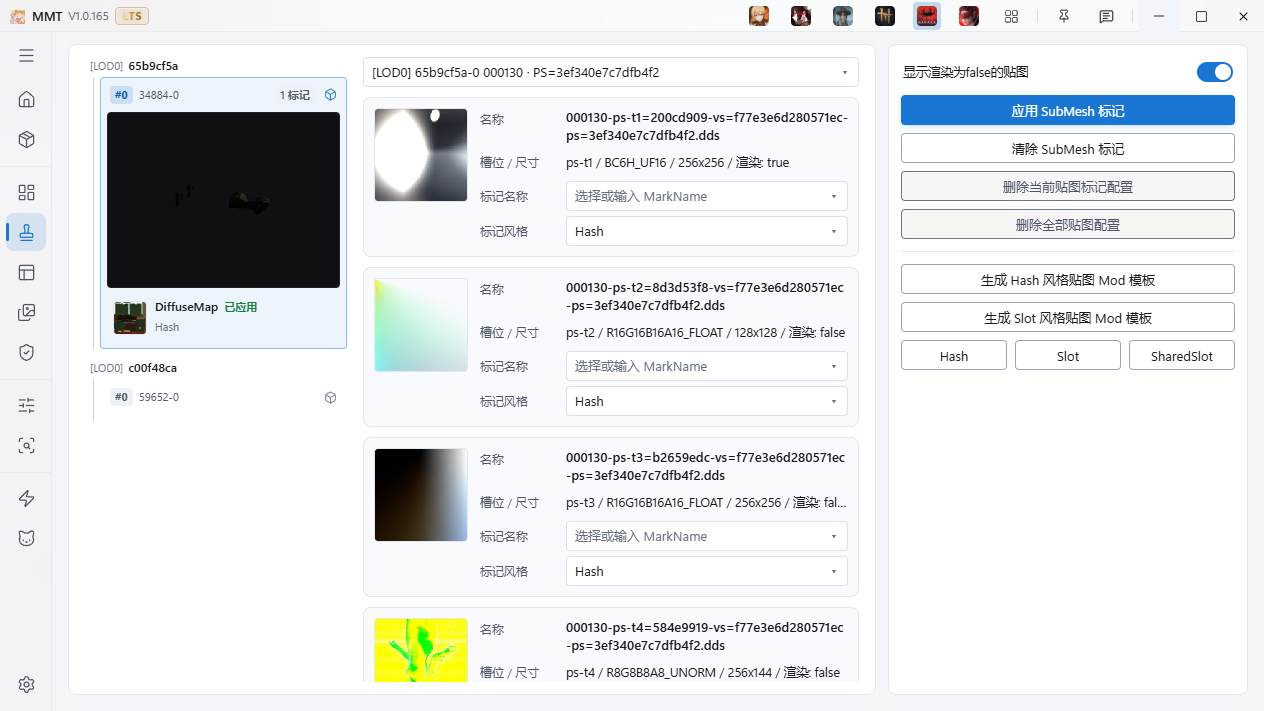 MMT V1.0.165 LTS
[LOD0] 65b9cf5a
#0 34884-0 1 标记
DiffuseMap 已应用
Hash
[LOD0] c00f48ca
#0 59652-0
[LOD0] 65b9cf5a-0 000130 · PS=3ef340e7c7dfb4f2
名称
000130-ps-t1=200cd909-vs=f77e3e6d280571ec-
ps=3ef340e7c7dfb4f2.dds
槽位 / 尺寸
ps-t1 / BC6H_UF16 / 256x256 / 渲染: true
标记名称
选择或输入 MarkName
标记风格
Hash
名称
000130-ps-t2=8d3d53f8-vs=f77e3e6d280571ec
-ps=3ef340e7c7dfb4f2.dds
槽位 / 尺寸
ps-t2 / R16G16B16A16_FLOAT / 128x128 / 渲染: false
标记名称
选择或输入 MarkName
标记风格
Hash
名称
000130-ps-t3=b2659edc-vs=f77e3e6d280571ec
-ps=3ef340e7c7dfb4f2.dds
槽位 / 尺寸
ps-t3 / R16G16B16A16_FLOAT / 256x256 / 渲染: fal...
标记名称
选择或输入 MarkName
标记风格
Hash
名称
000130-ps-t4=584e9919-vs=f77e3e6d280571ec
-ps=3ef340e7c7dfb4f2.dds
槽位 / 尺寸
ps-t4 / R8G8B8A8_UNORM / 256x144 / 渲染: false
显示渲染为false的贴图
应用 SubMesh 标记
清除 SubMesh 标记
删除当前贴图标记配置
删除全部贴图配置
生成 Hash 风格贴图 Mod 模板
生成 Slot 风格贴图 Mod 模板
Hash
Slot
SharedSlot